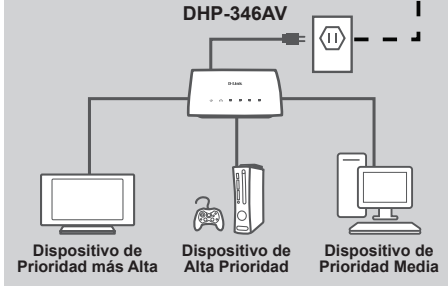 DHP-346AV
D-Link
Dispositivo de
Prioridad más Alta
Dispositivo de
Alta Prioridad
Dispositivo de
Prioridad Media